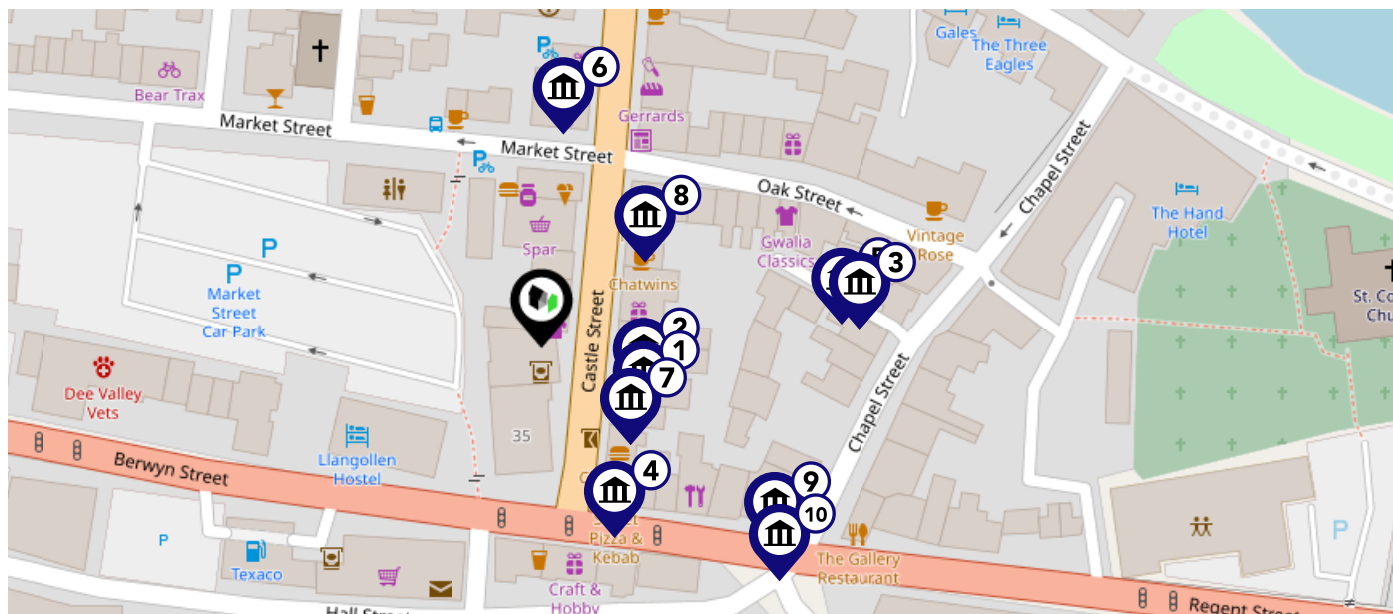 Gales
The Three
Eagles
6
Bear Trax
Gerrards
Market Street
Market Street
Chapel Street
8
Oak Street
The Hand
Hotel
Vintage
Rose
Spar
Gwalia
Classics
3
P
P
Market
Street
Car Park
Chatwins
St. Co
Chu
Castle Street
2
1
7
Dee Valley
Vets
Chapel Street
35
Llangollen
Hostel
Berwyn Street
4
9
10
P
P
Pizza &
Kebab
The Gallery
Restaurant
Texaco
Craft &
Hobby
Hall Street
Regent Street